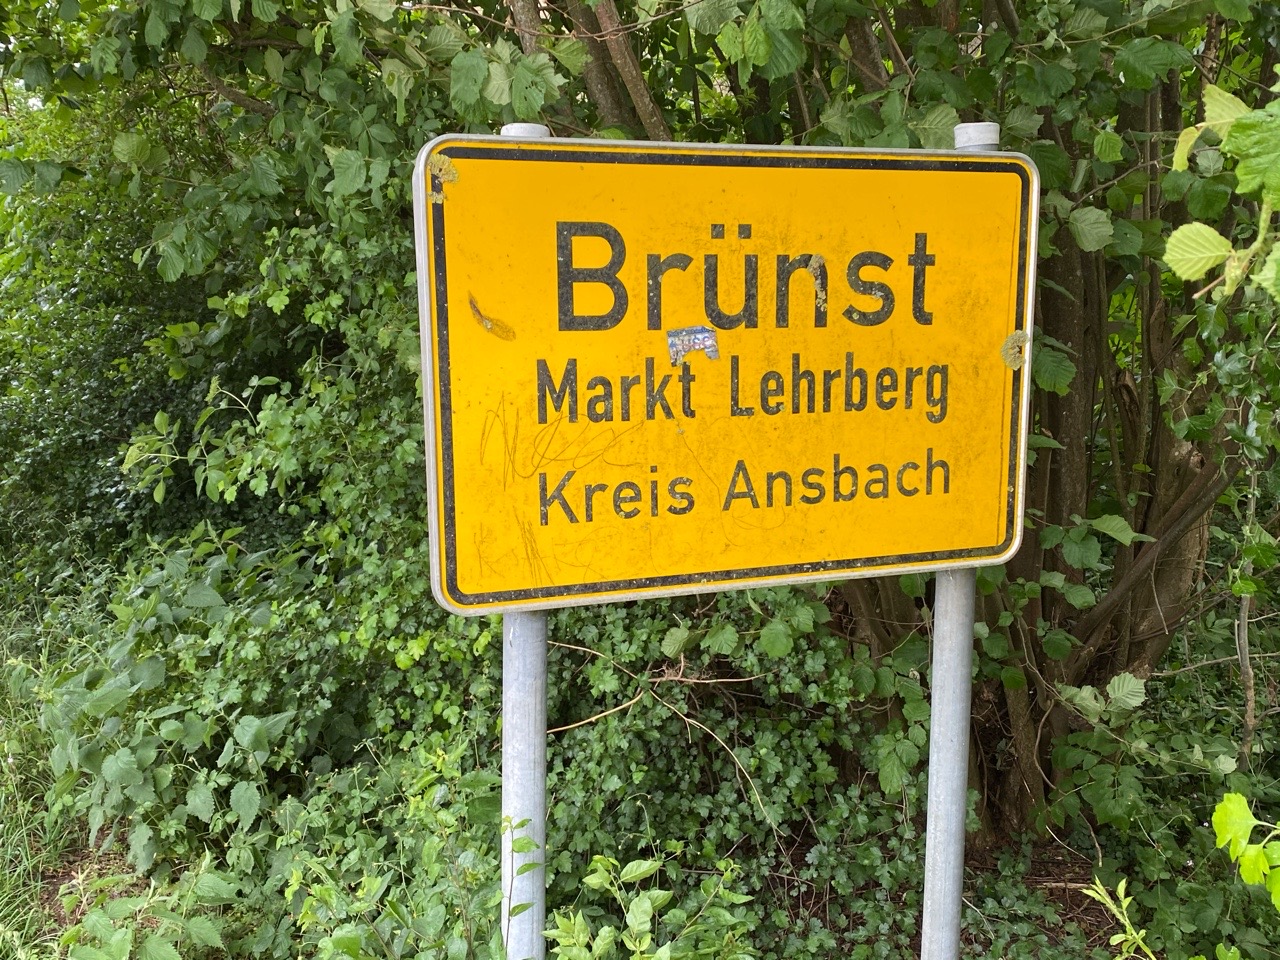 Brünst
Markt Lehrberg
Kreis Ansbach